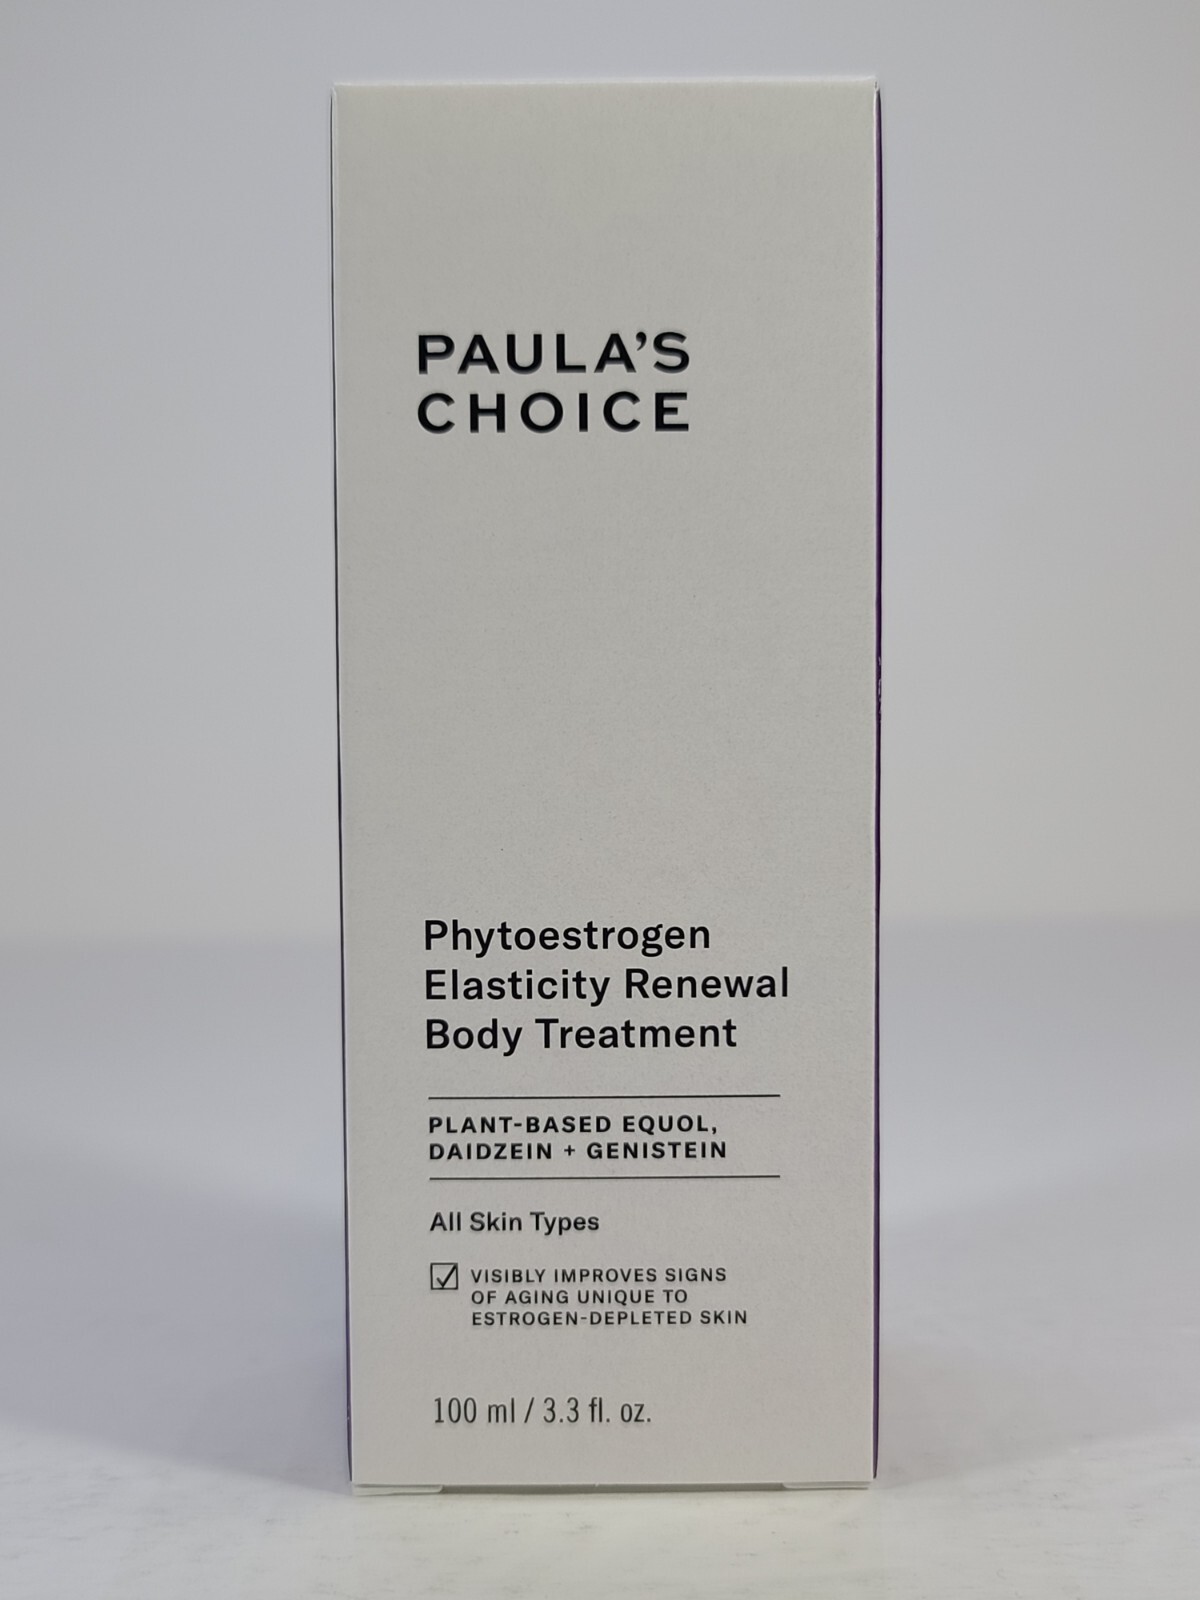 PAULA'S
CHOICE
Phytoestrogen
Elasticity Renewal
Body Treatment
PLANT-BASED EQUOL,
DAIDZEIN + GENISTEIN
All Skin Types
VISIBLY IMPROVES SIGNS
OF AGING UNIQUE TO
ESTROGEN-DEPLETED SKIN
100 ml / 3.3 fl. oz.